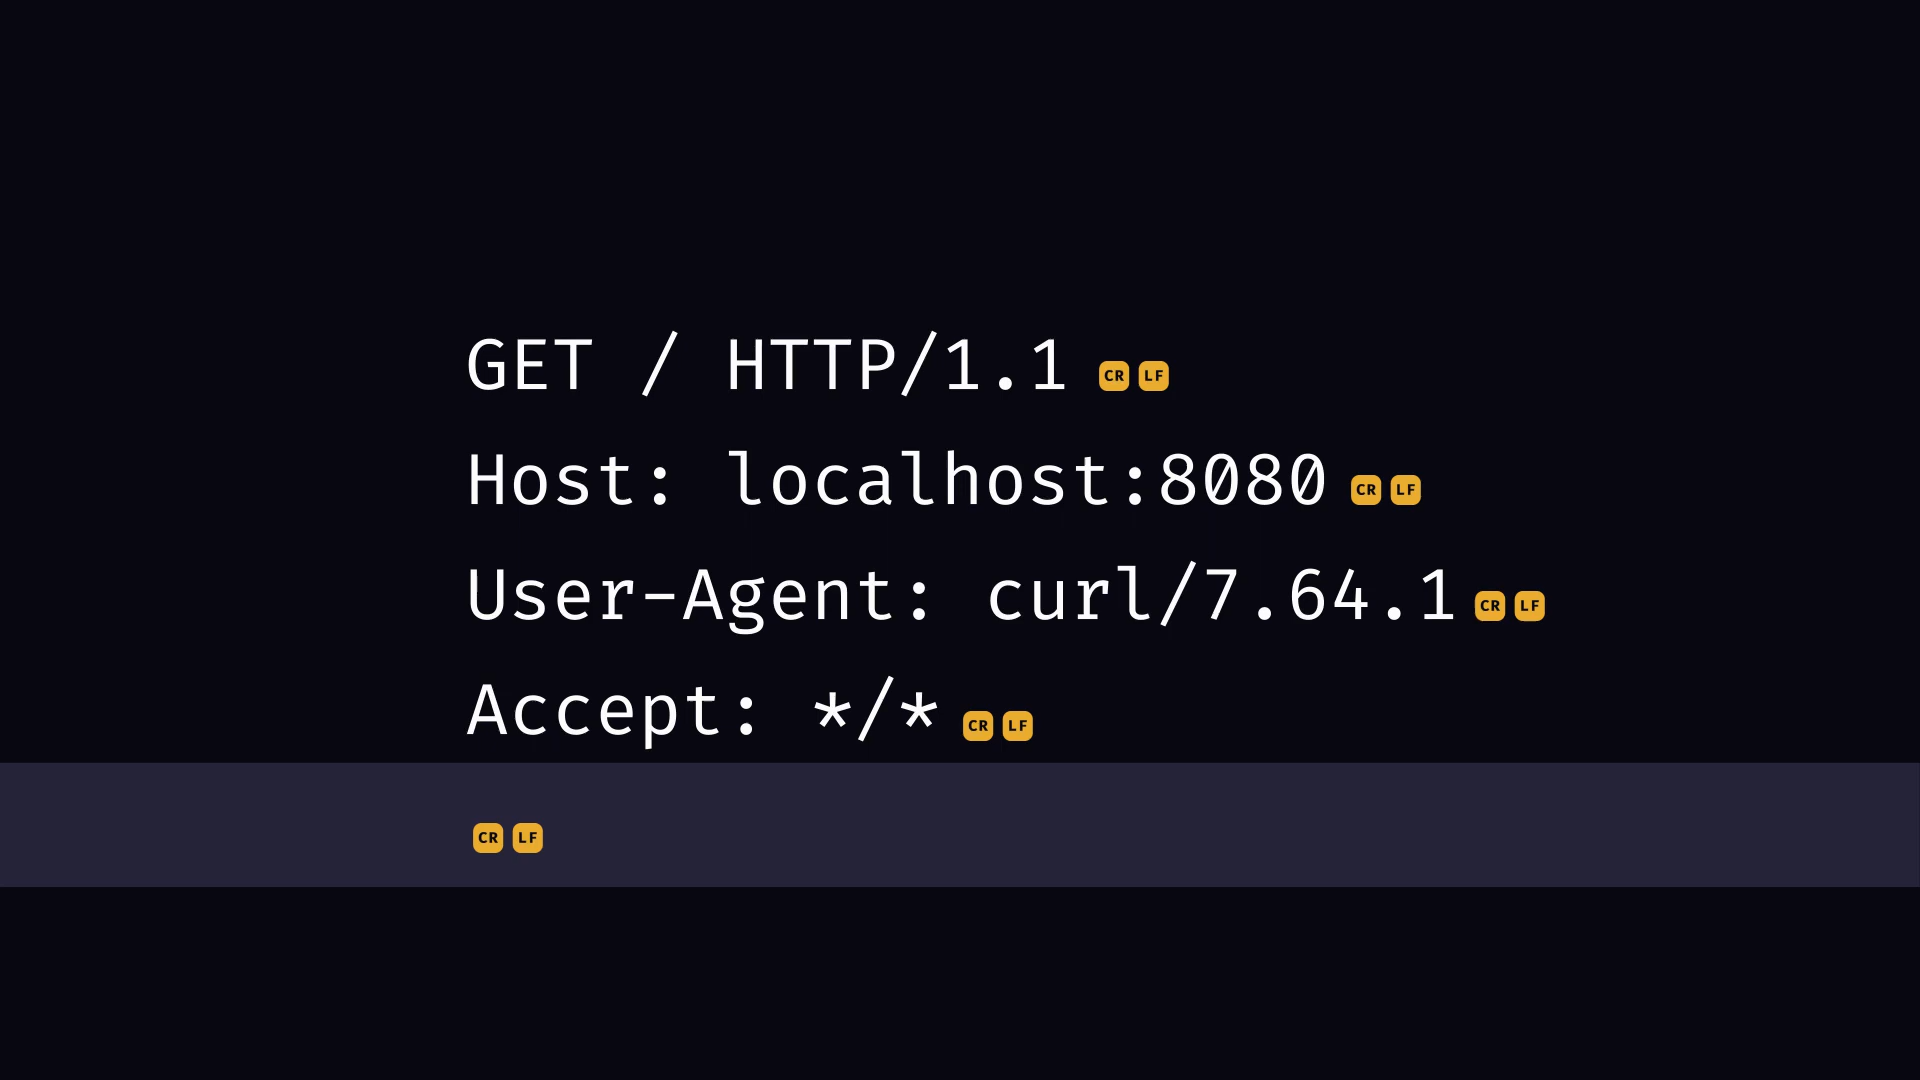 GET / HTTP/1.1 CR LF
Host: localhost:8080 CR LF
User-Agent: curl/7.64.1 CR LF
Accept: */* CR LF
CR LF